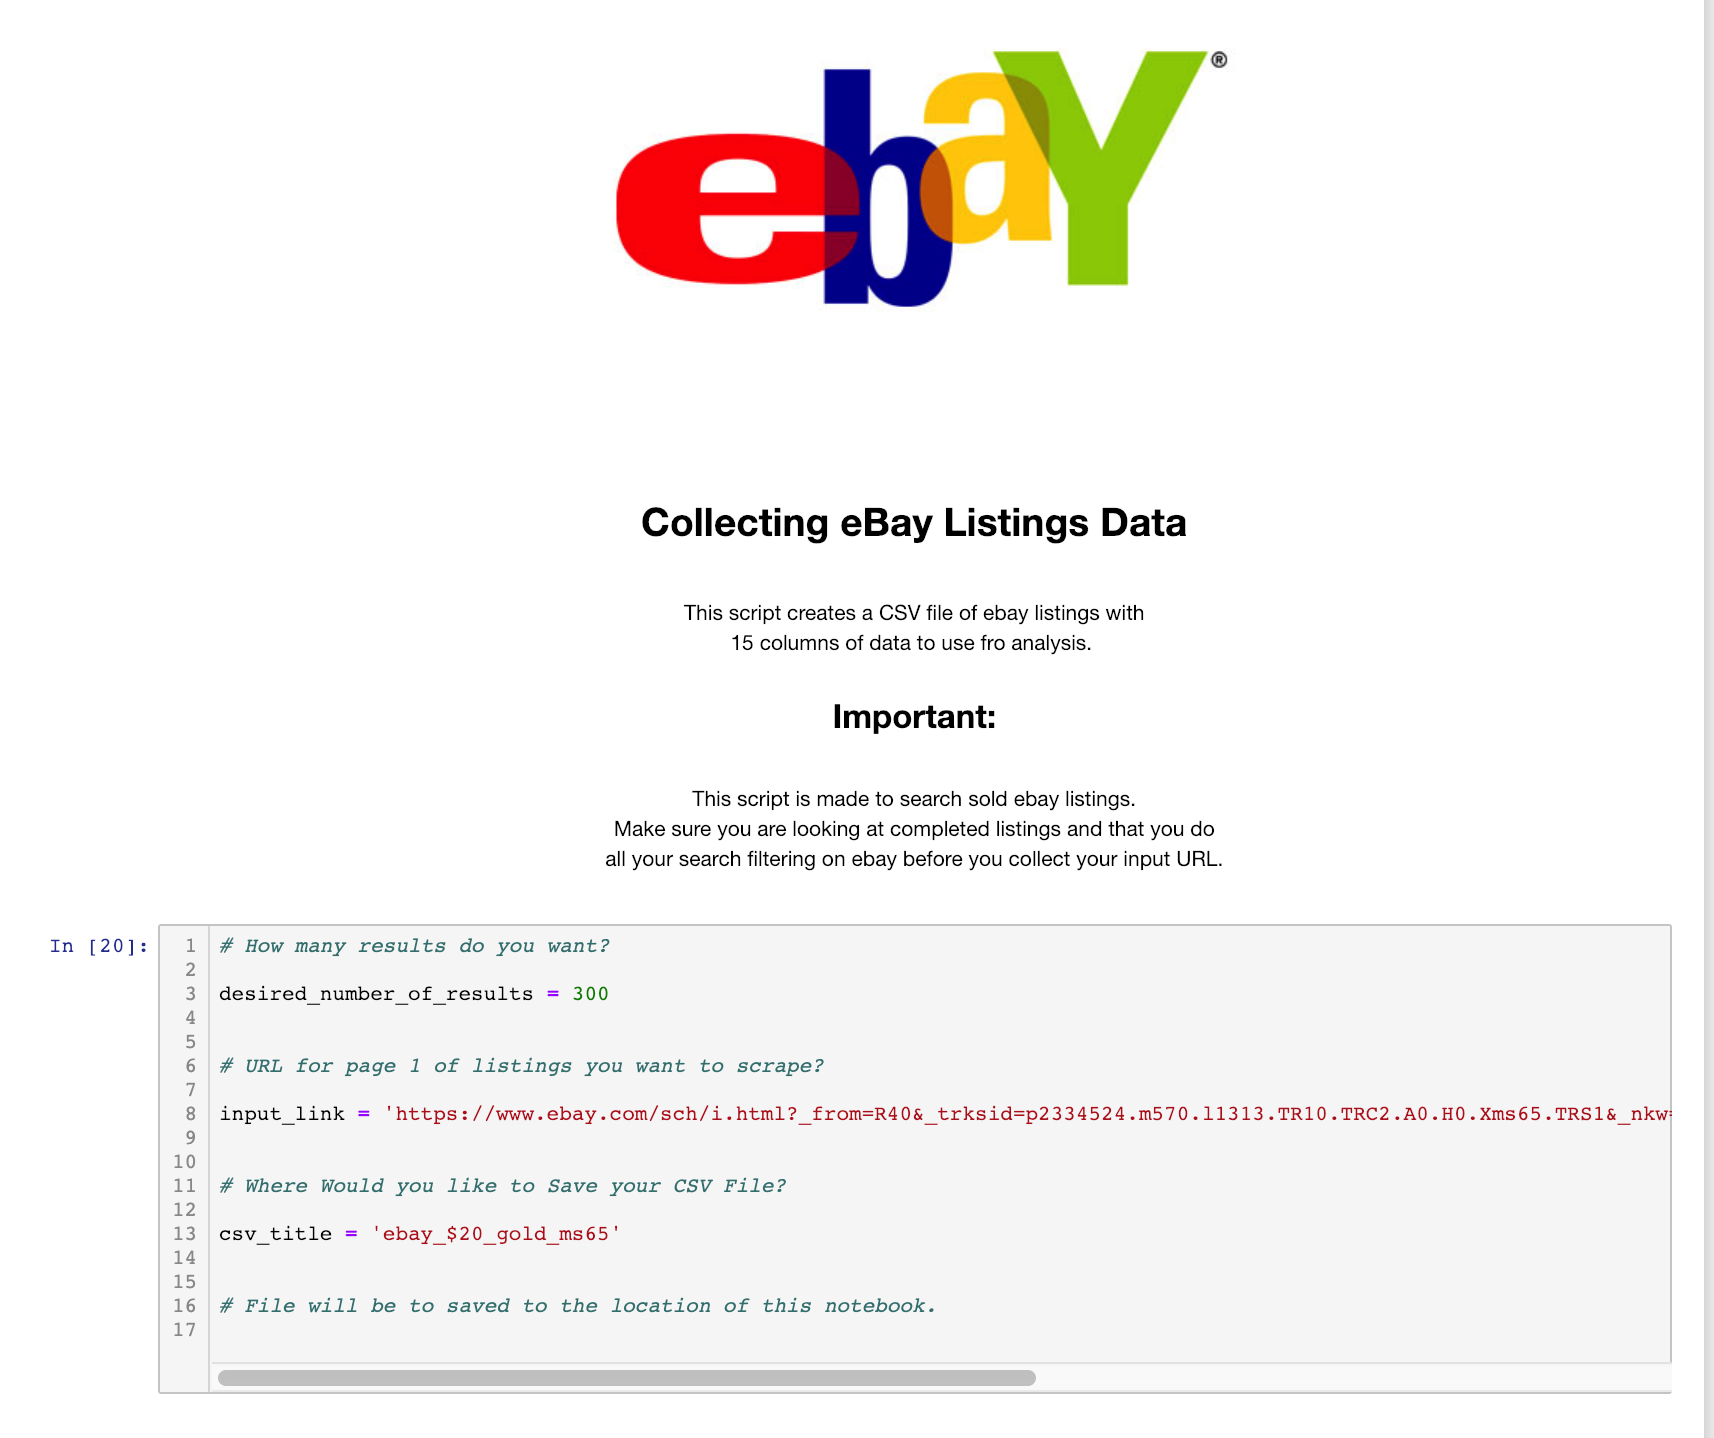 ebaY®
Collecting eBay Listings Data
This script creates a CSV file of ebay listings with
15 columns of data to use fro analysis.
Important:
This script is made to search sold ebay listings.
Make sure you are looking at completed listings and that you do
all your search filtering on ebay before you collect your input URL.
In [20]:
1 # How many results do you want?
2
3 desired_number_of_results = 300
4
5
6 # URL for page 1 of listings you want to scrape?
7
8 input_link = 'https://www.ebay.com/sch/i.html?_from=R40&_trksid=p2334524.m570.l1313.TR10.TRC2.A0.H0.Xms65.TRS1&_nkw=
9
10
11 # Where Would you like to Save your CSV File?
12
13 csv_title = 'ebay_$20_gold_ms65'
14
15
16 # File will be to saved to the location of this notebook.
17